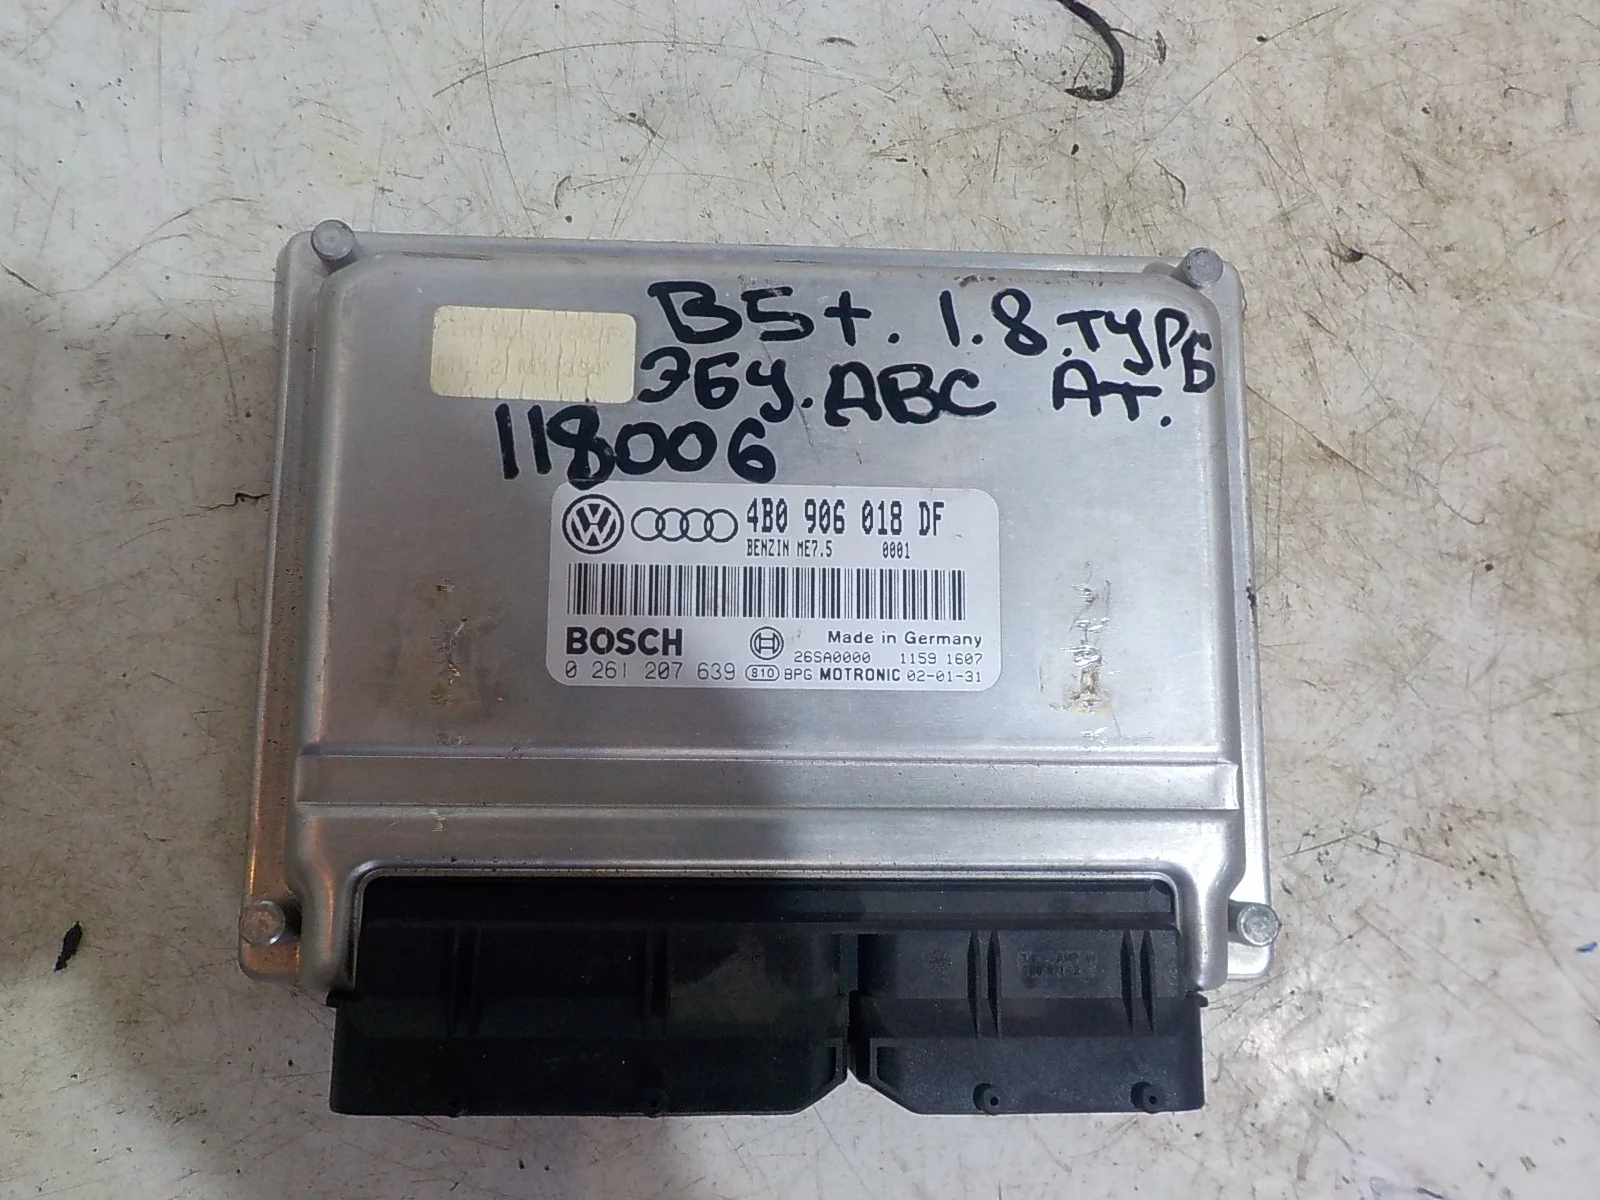 B5+. 1.8.ТУРБ
ЭБУ. АВС АТ.
118006
4B0 906 018 DF
BENZIN ME7.5 0001
BOSCH
Made in Germany
26SA0000 1159 1607
0 261 207 639 810 BPG MOTRONIC 02-01-31